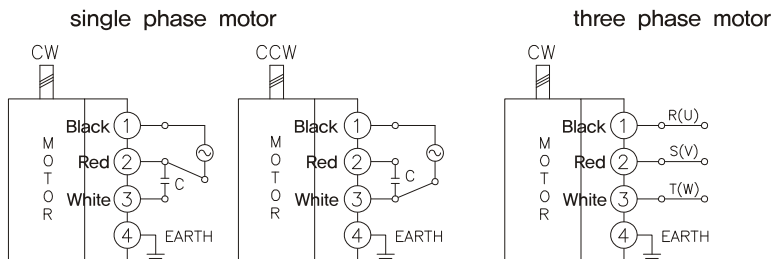 single phase motor
three phase motor
CW
CCW
CW
MOTOR
Black 1
Red 2
White 3
4 EARTH
C
MOTOR
Black 1
Red 2
White 3
4 EARTH
C
MOTOR
Black 1 R(U)
Red 2 S(V)
White 3 T(W)
4 EARTH